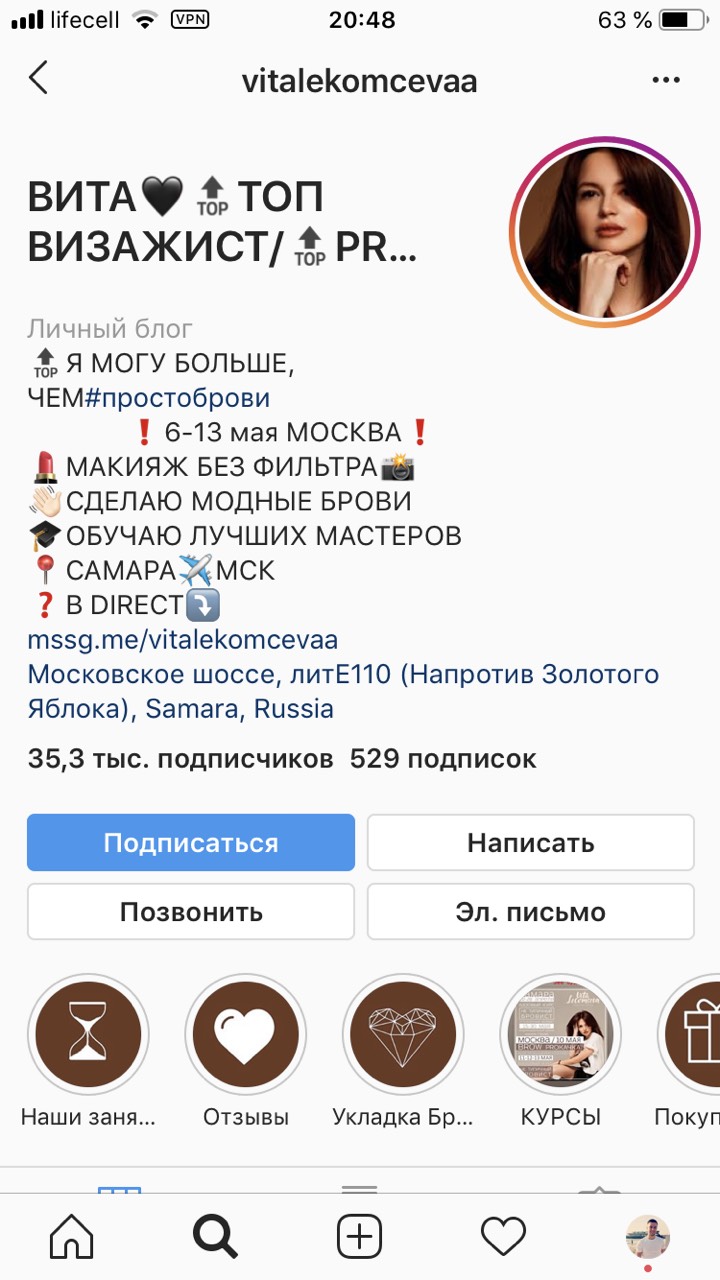 lifecell VPN 20:48 63 %
vitalekomcevaa
ВИТА🖤🔝ТОП
ВИЗАЖИСТ/🔝PR...
Личный блог
🔝Я МОГУ БОЛЬШЕ,
ЧЕМ#простоброви
❗️6-13 мая МОСКВА❗️
💄МАКИЯЖ БЕЗ ФИЛЬТРА📸
👋🏻СДЕЛАЮ МОДНЫЕ БРОВИ
🎓ОБУЧАЮ ЛУЧШИХ МАСТЕРОВ
📍САМАРА✈️МСК
❓В DIRECT⤵️
mssg.me/vitalekomcevaa
Московское шоссе, литЕ110 (Напротив Золотого
Яблока), Samara, Russia
35,3 тыс. подписчиков 529 подписок
Подписаться Написать
Позвонить Эл. письмо
МОСКВА/10 МАЯ
Наши заня... Отзывы Укладка Бр... КУРСЫ Покуп